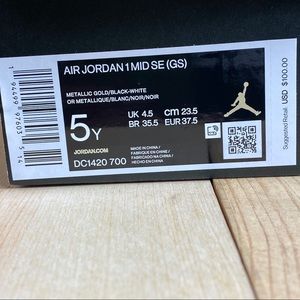 AIR JORDAN 1 MID SE (GS)
METALLIC GOLD/BLACK-WHITE
OR METALLIQUE/BLANC/NOIR/NOIR
5Y
UK 4.5 CM 23.5
BR 35.5 EUR 37.5
JORDAN.COM
DC1420 700
MADE IN CHINA /
FABRIQUE EN CHINE /
FABRICADO NA CHINA /
HECHO EN CHINA
Suggested Retail: USD $100.00